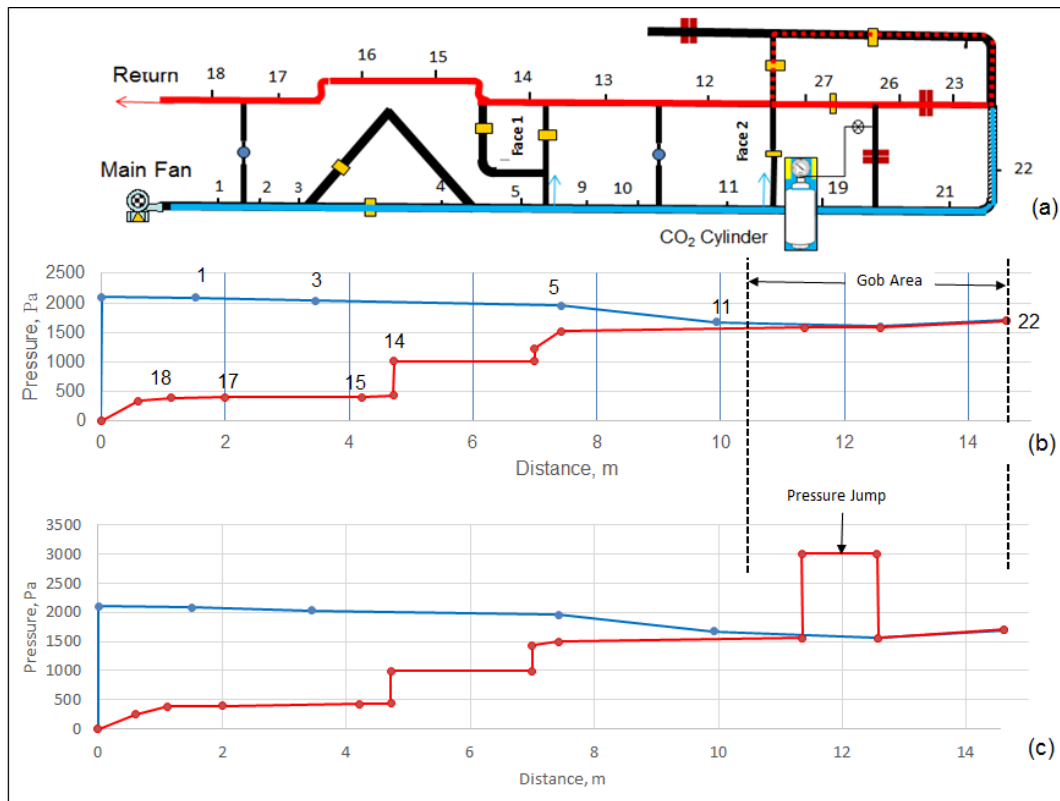 16 15
Return 18 17 14 13 12 27 26 23
Face 1
Face 2
22
Main Fan
1 2 3 4 5 9 10 11 19 21
CO₂ Cylinder
(a)
2500
2000
1500
1000
500
0
Pressure, Pa
1 3 5 11 22
18 17 15 14
Gob Area
0 2 4 6 8 10 12 14
Distance, m
(b)
Pressure Jump
3500
3000
2500
2000
1500
1000
500
0
Pressure, Pa
0 2 4 6 8 10 12 14
Distance, m
(c)